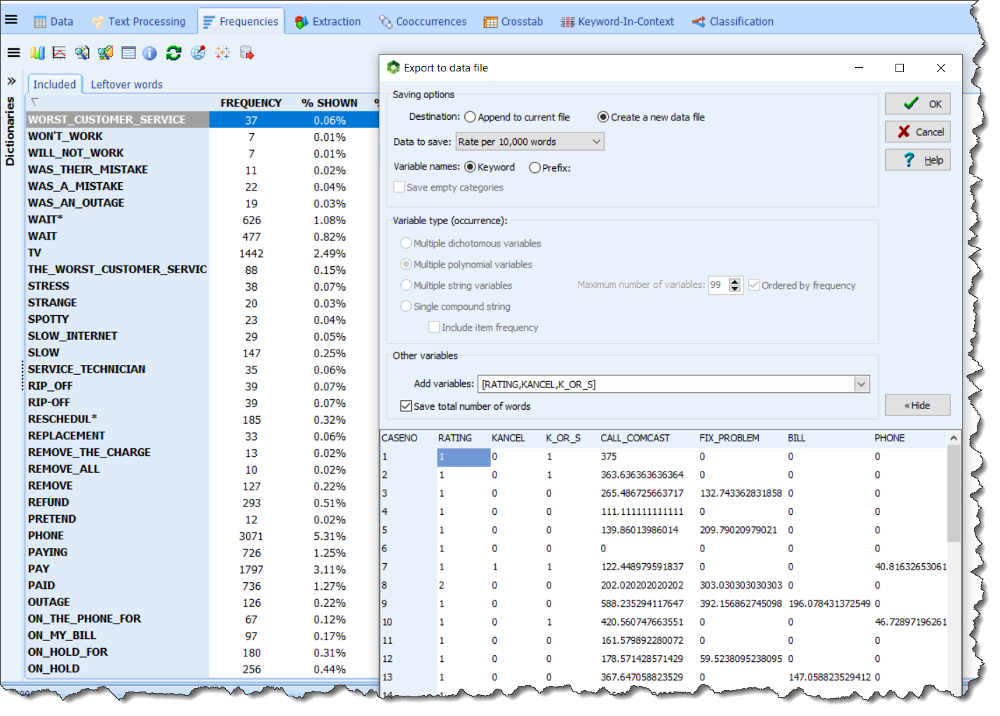 Data Text Processing Frequencies Extraction Cooccurrences Crosstab Keyword-In-Context Classification
Dictionaries
Included Leftover words
FREQUENCY % SHOWN %
WORST_CUSTOMER_SERVICE 37 0.06%
WON'T_WORK 7 0.01%
WILL_NOT_WORK 7 0.01%
WAS_THEIR_MISTAKE 11 0.02%
WAS_A_MISTAKE 22 0.04%
WAS_AN_OUTAGE 19 0.03%
WAIT* 626 1.08%
WAIT 477 0.82%
TV 1442 2.49%
THE_WORST_CUSTOMER_SERVIC 88 0.15%
STRESS 38 0.07%
STRANGE 20 0.03%
SPOTTY 23 0.04%
SLOW_INTERNET 29 0.05%
SLOW 147 0.25%
SERVICE_TECHNICIAN 35 0.06%
RIP_OFF 39 0.07%
RIP-OFF 39 0.07%
RESCHEDUL* 185 0.32%
REPLACEMENT 33 0.06%
REMOVE_THE_CHARGE 13 0.02%
REMOVE_ALL 10 0.02%
REMOVE 127 0.22%
REFUND 293 0.51%
PRETEND 12 0.02%
PHONE 3071 5.31%
PAYING 726 1.25%
PAY 1797 3.11%
PAID 736 1.27%
OUTAGE 126 0.22%
ON_THE_PHONE_FOR 67 0.12%
ON_MY_BILL 97 0.17%
ON_HOLD_FOR 180 0.31%
ON_HOLD 256 0.44%
Export to data file
Saving options
Destination: Append to current file Create a new data file
Data to save: Rate per 10,000 words
Variable names: Keyword Prefix:
Save empty categories
OK
Cancel
Help
Variable type (occurrence):
Multiple dichotomous variables
Multiple polynomial variables
Multiple string variables Maximum number of variables: 99 Ordered by frequency
Single compound string
Include item frequency
Other variables
Add variables: [RATING,KANCEL,K_OR_S]
Save total number of words
«Hide
CASENO RATING KANCEL K_OR_S CALL_COMCAST FIX_PROBLEM BILL PHONE
1 1 0 1 375 0 0 0
2 1 0 1 363.636363636364 0 0 0
3 1 0 0 265.486725663717 132.743362831858 0 0
4 1 0 0 111.111111111111 0 0 0
5 1 0 0 139.86013986014 209.79020979021 0 0
6 1 0 0 0 0 0 0
7 1 1 1 122.448979591837 0 0 40.81632653061
8 2 0 0 202.020202020202 303.030303030303 0 0
9 1 0 0 588.235294117647 392.156862745098 196.078431372549 0
10 1 0 1 420.560747663551 0 0 46.72897196261
11 1 0 0 161.579892280072 0 0 0
12 1 0 0 178.571428571429 59.5238095238095 0 0
13 1 0 0 367.647058823529 0 147.058823529412 0